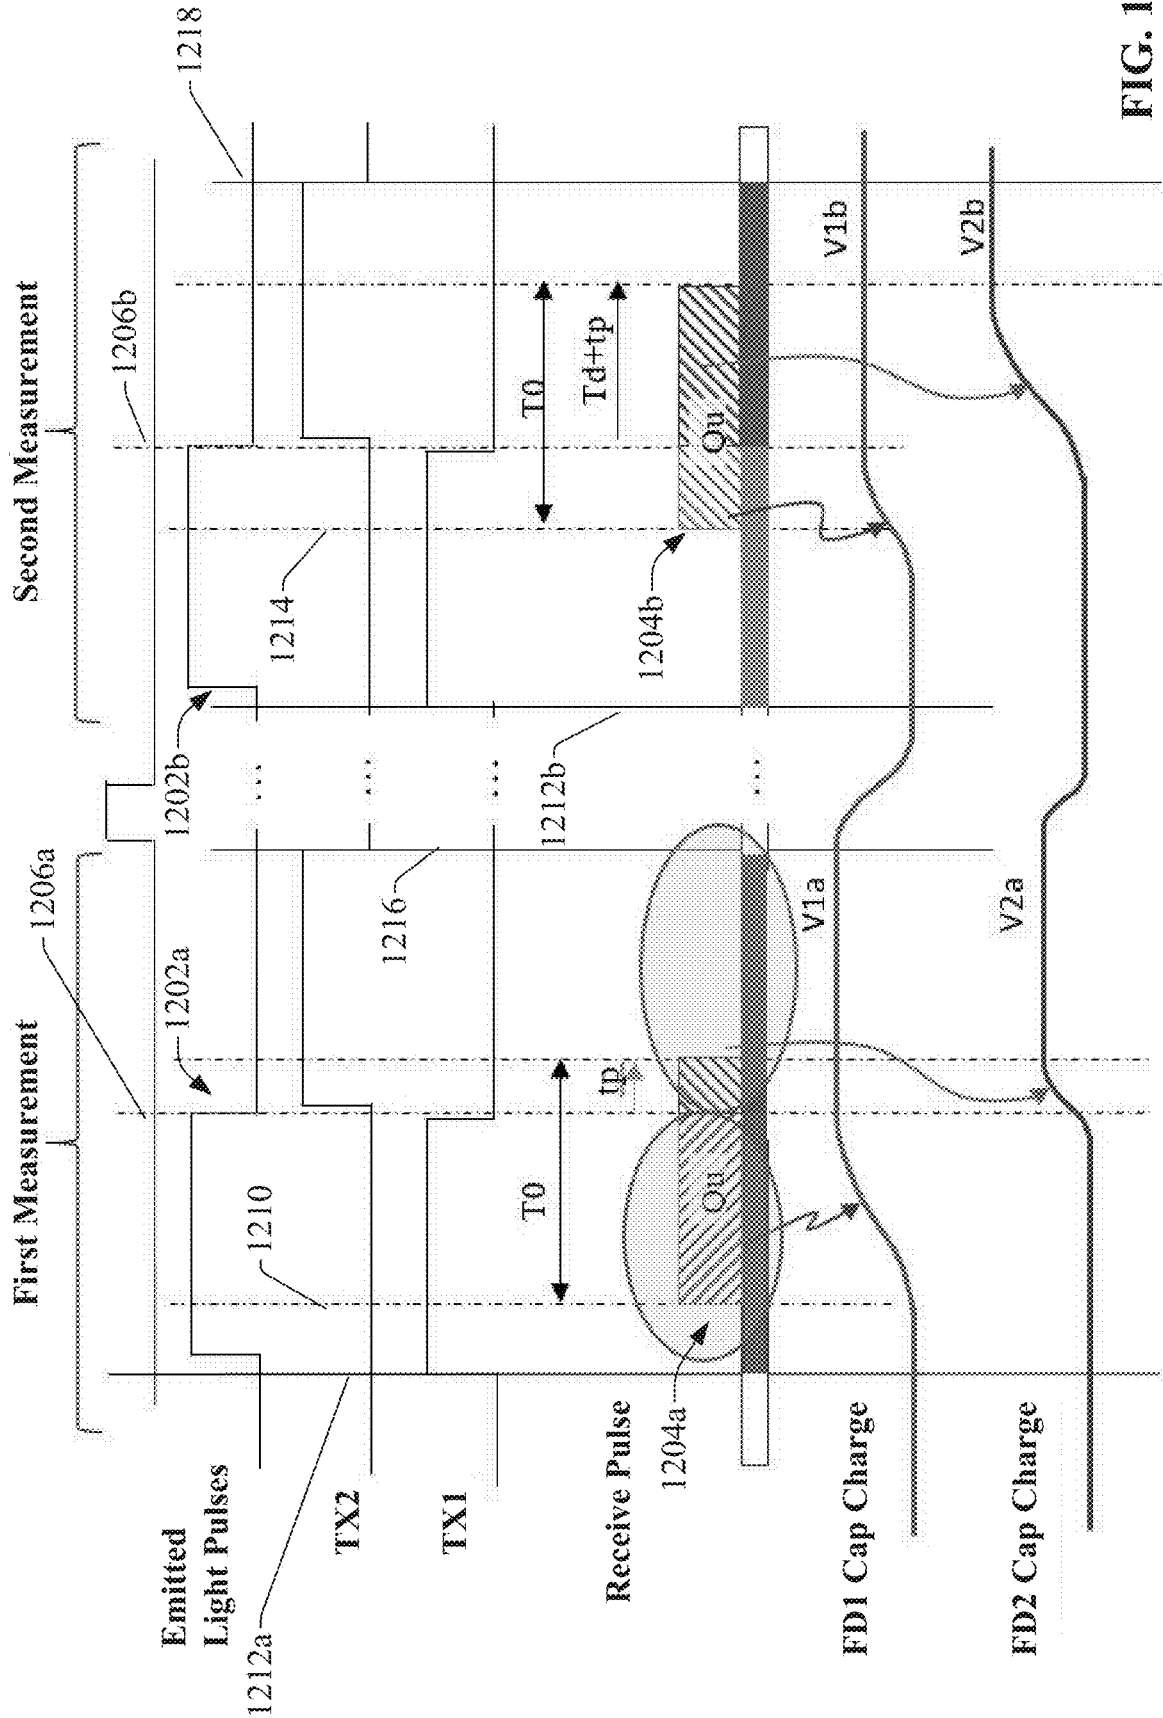 First Measurement
Second Measurement
1206a
1206b
1218
Emitted
Light Pulses
1202a
1202b
1212a
1210
1214
TX2
TX1
1216
1212b
T0
T0
tp
Td+tp
Receive Pulse
1204a
1204b
Qu
Qu
FD1 Cap Charge
V1a
V1b
FD2 Cap Charge
V2a
V2b
FIG. 1